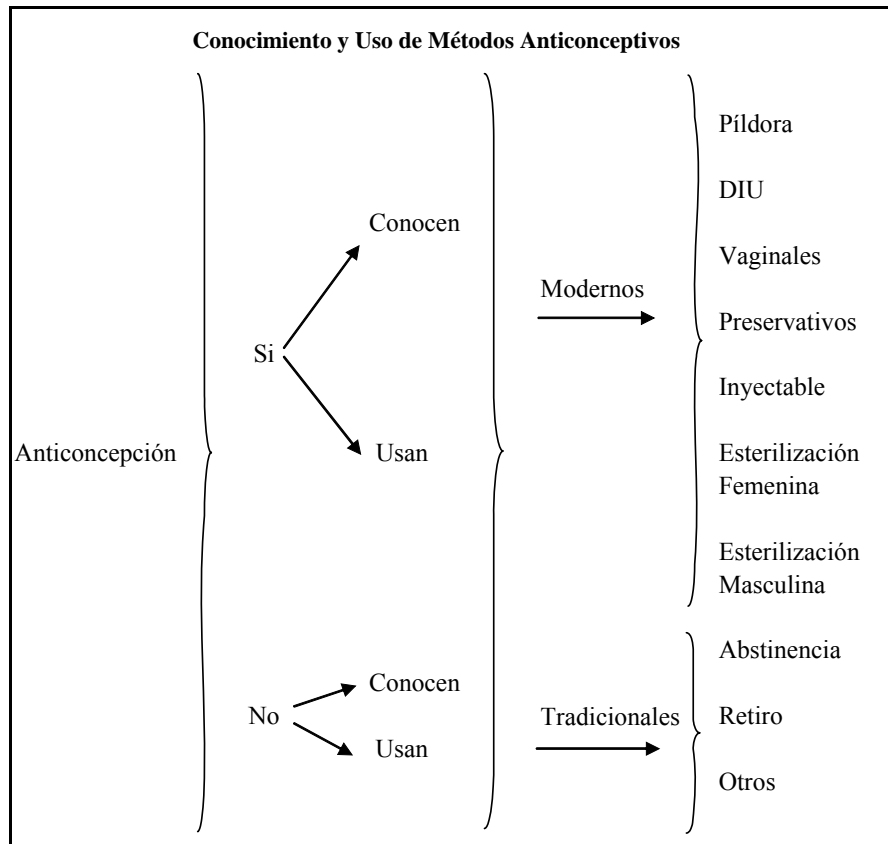 Conocimiento y Uso de Métodos Anticonceptivos
Anticoncepción
Si
Conocen
Usan
No
Conocen
Usan
Modernos
Píldora
DIU
Vaginales
Preservativos
Inyectable
Esterilización
Femenina
Esterilización
Masculina
Tradicionales
Abstinencia
Retiro
Otros